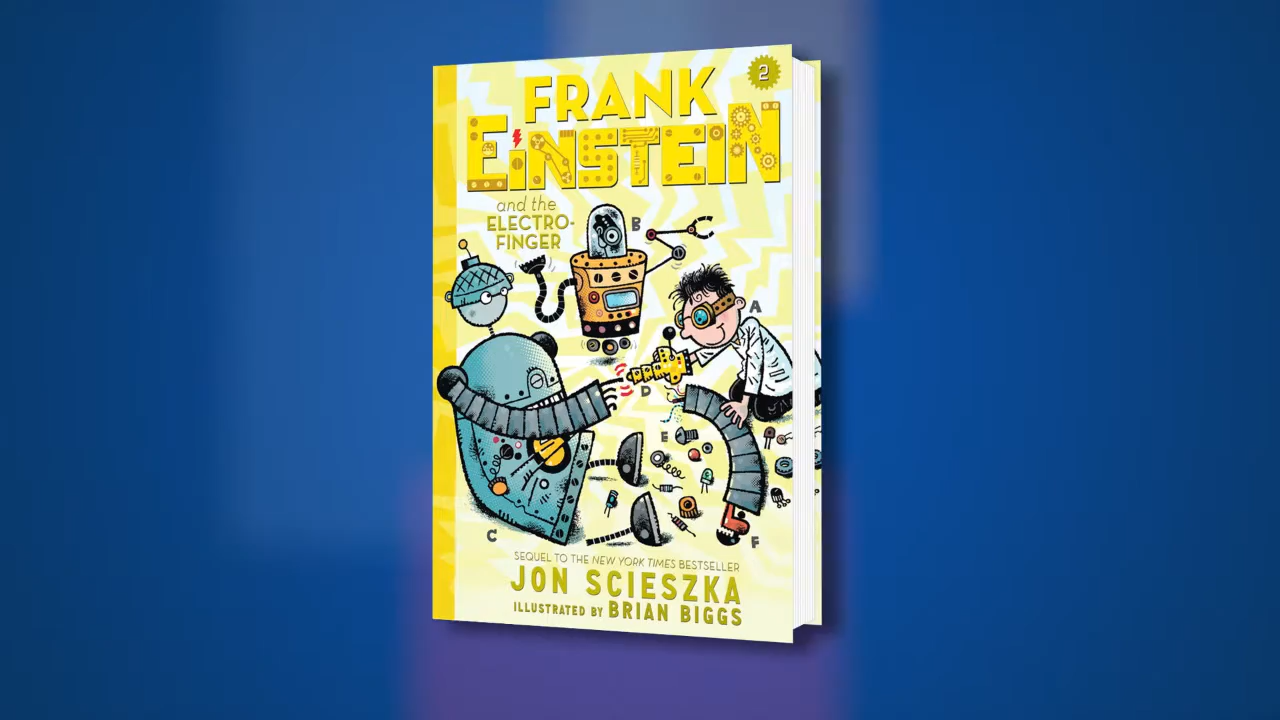 2
FRANK
EiNSTEIN
and the
ELECTRO-
FINGER
B
A
D
E
C
F
SEQUEL TO THE NEW YORK TIMES BESTSELLER
JON SCIESZKA
ILLUSTRATED BY BRIAN BIGGS